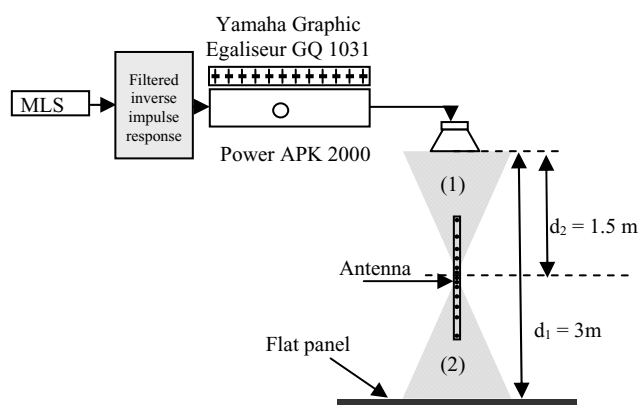 Yamaha Graphic
Egaliseur GQ 1031
MLS
Filtered
inverse
impulse
response
Power APK 2000
(1)
d₂ = 1.5 m
Antenna
d₁ = 3m
Flat panel
(2)